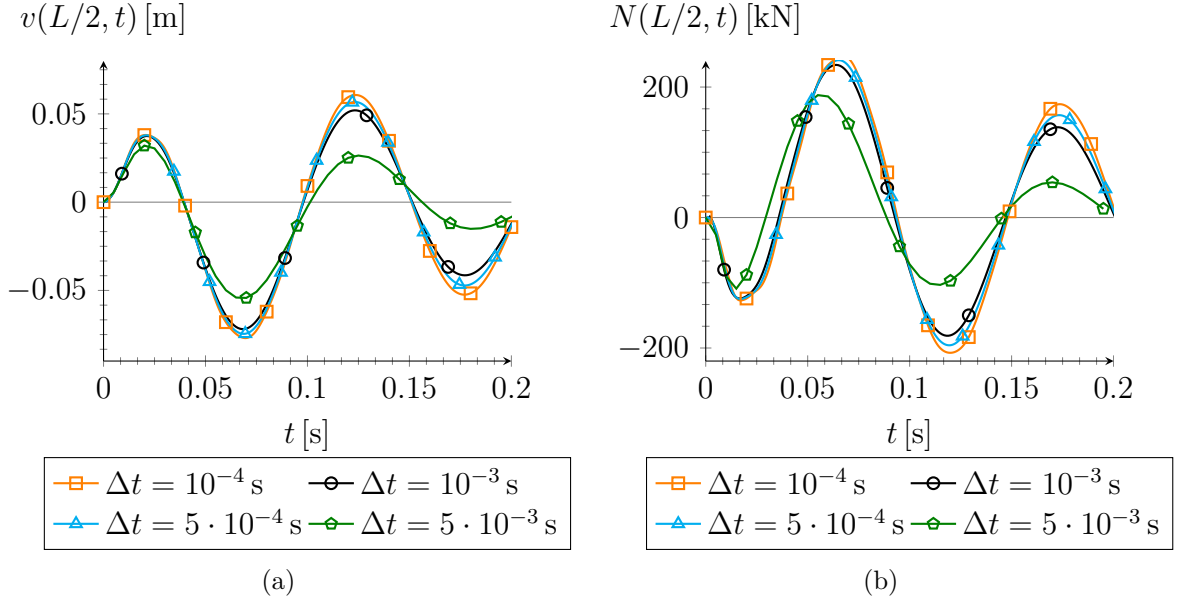 v(L/2, t) [m]
0.05
0
−0.05
0 0.05 0.1 0.15 0.2
t [s]
Δt = 10⁻⁴ s Δt = 10⁻³ s
Δt = 5 · 10⁻⁴ s Δt = 5 · 10⁻³ s
(a)
N(L/2, t) [kN]
200
0
−200
0 0.05 0.1 0.15 0.2
t [s]
Δt = 10⁻⁴ s Δt = 10⁻³ s
Δt = 5 · 10⁻⁴ s Δt = 5 · 10⁻³ s
(b)